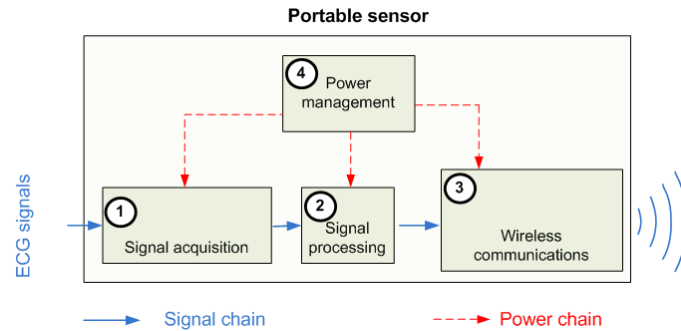 Portable sensor
4
Power
management
ECG signals
1
Signal acquisition
2
Signal
processing
3
Wireless
communications
Signal chain
Power chain